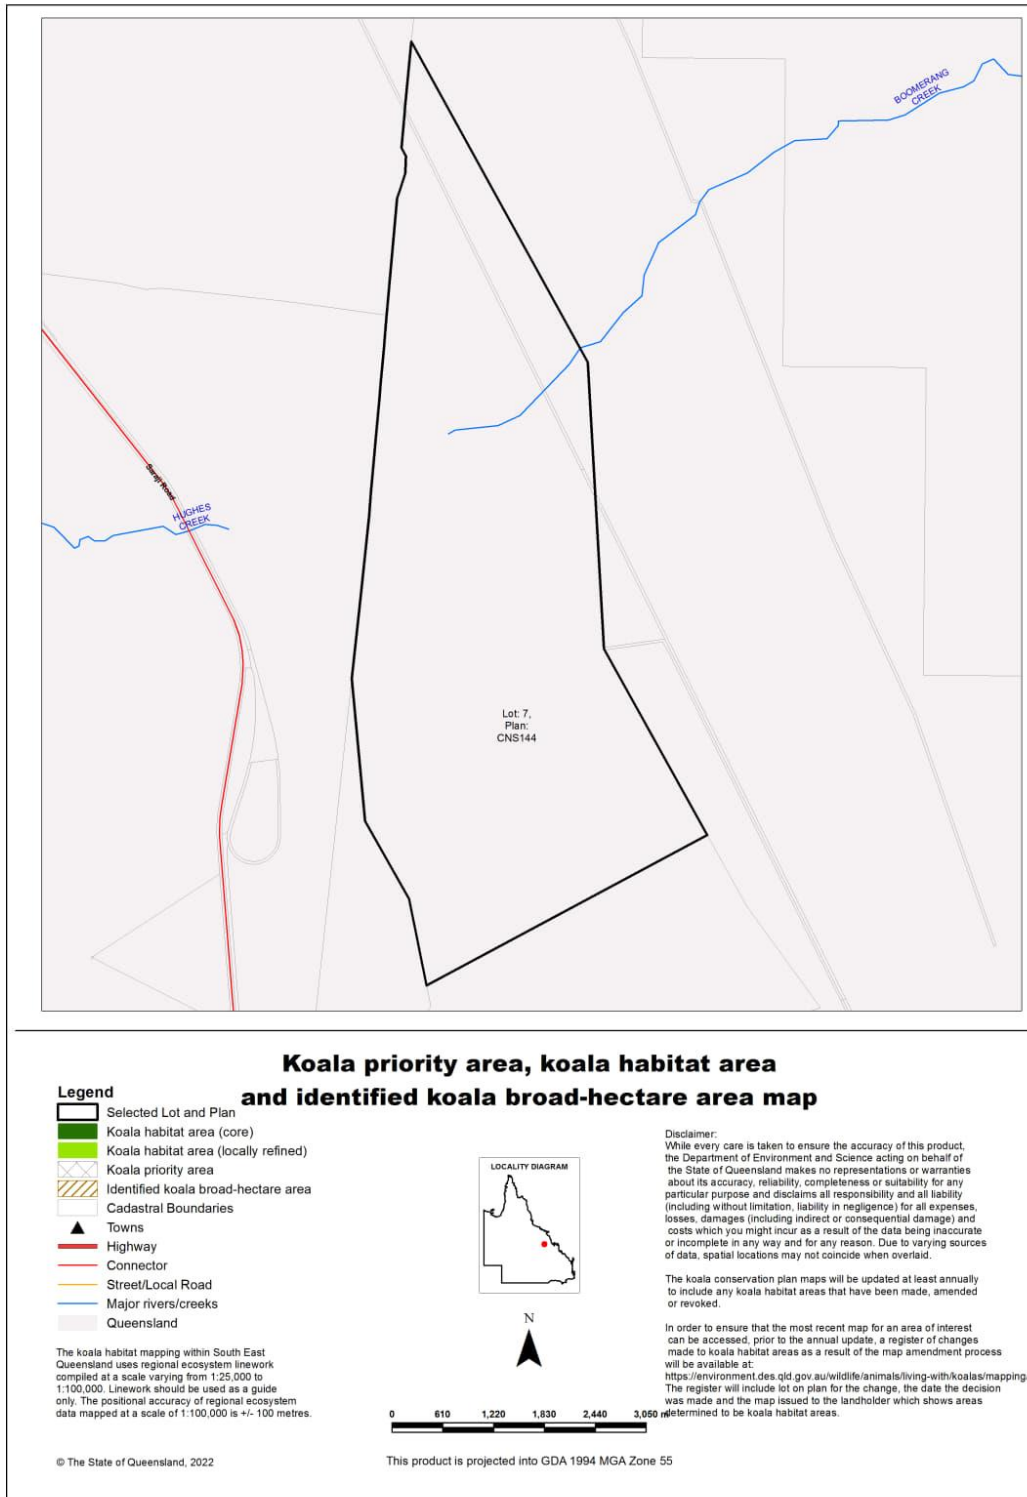 BOOMERANG
CREEK
Saraji Road
HUGHES
CREEK
Lot: 7,
Plan:
CNS144
Koala priority area, koala habitat area
and identified koala broad-hectare area map
Legend
Selected Lot and Plan
Koala habitat area (core)
Koala habitat area (locally refined)
Koala priority area
Identified koala broad-hectare area
Cadastral Boundaries
Towns
Highway
Connector
Street/Local Road
Major rivers/creeks
Queensland
The koala habitat mapping within South East
Queensland uses regional ecosystem linework
compiled at a scale varying from 1:25,000 to
1:100,000. Linework should be used as a guide
only. The positional accuracy of regional ecosystem
data mapped at a scale of 1:100,000 is +/- 100 metres.
© The State of Queensland, 2022
LOCALITY DIAGRAM
N
0 610 1,220 1,830 2,440 3,050 m
This product is projected into GDA 1994 MGA Zone 55
Disclaimer:
While every care is taken to ensure the accuracy of this product,
the Department of Environment and Science acting on behalf of
the State of Queensland makes no representations or warranties
about its accuracy, reliability, completeness or suitability for any
particular purpose and disclaims all responsibility and all liability
(including without limitation, liability in negligence) for all expenses,
losses, damages (including indirect or consequential damage) and
costs which you might incur as a result of the data being inaccurate
or incomplete in any way and for any reason. Due to varying sources
of data, spatial locations may not coincide when overlaid.
The koala conservation plan maps will be updated at least annually
to include any koala habitat areas that have been made, amended
or revoked.
In order to ensure that the most recent map for an area of interest
can be accessed, prior to the annual update, a register of changes
made to koala habitat areas as a result of the map amendment process
will be available at:
https://environment.des.qld.gov.au/wildlife/animals/living-with/koalas/mapping
The register will include lot on plan for the change, the date the decision
was made and the map issued to the landholder which shows areas
determined to be koala habitat areas.